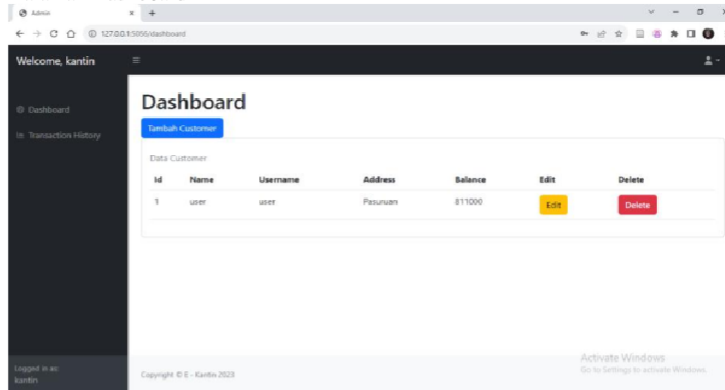 Admin
127.0.0.1:5055/dashboard
Welcome, kantin
Dashboard
Transaction History
Dashboard
Tambah Customer
Data Customer
Id Name Username Address Balance Edit Delete
1 user user Pasuruan 811000 Edit Delete
Logged in as:
kantin
Copyright © E - Kantin 2023
Activate Windows
Go to Settings to activate Windows.